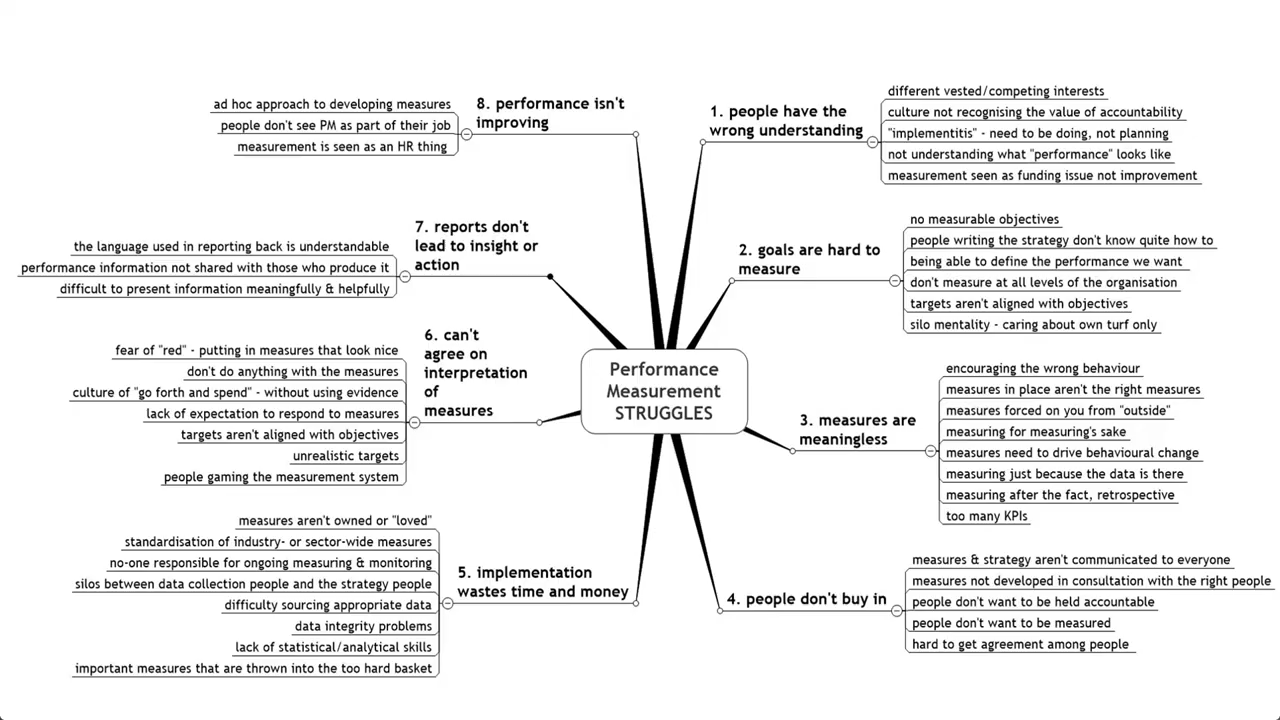 Performance
Measurement
STRUGGLES
1. people have the
wrong understanding
different vested/competing interests
culture not recognising the value of accountability
"implementitis" - need to be doing, not planning
not understanding what "performance" looks like
measurement seen as funding issue not improvement
2. goals are hard to
measure
no measurable objectives
people writing the strategy don't know quite how to
being able to define the performance we want
don't measure at all levels of the organisation
targets aren't aligned with objectives
silo mentality - caring about own turf only
3. measures are
meaningless
encouraging the wrong behaviour
measures in place aren't the right measures
measures forced on you from "outside"
measuring for measuring's sake
measures need to drive behavioural change
measuring just because the data is there
measuring after the fact, retrospective
too many KPIs
4. people don't buy in
measures & strategy aren't communicated to everyone
measures not developed in consultation with the right people
people don't want to be held accountable
people don't want to be measured
hard to get agreement among people
5. implementation
wastes time and money
measures aren't owned or "loved"
standardisation of industry- or sector-wide measures
no-one responsible for ongoing measuring & monitoring
silos between data collection people and the strategy people
difficulty sourcing appropriate data
data integrity problems
lack of statistical/analytical skills
important measures that are thrown into the too hard basket
6. can't
agree on
interpretation
of
measures
fear of "red" - putting in measures that look nice
don't do anything with the measures
culture of "go forth and spend" - without using evidence
lack of expectation to respond to measures
targets aren't aligned with objectives
unrealistic targets
people gaming the measurement system
7. reports don't
lead to insight or
action
the language used in reporting back is understandable
performance information not shared with those who produce it
difficult to present information meaningfully & helpfully
8. performance isn't
improving
ad hoc approach to developing measures
people don't see PM as part of their job
measurement is seen as an HR thing